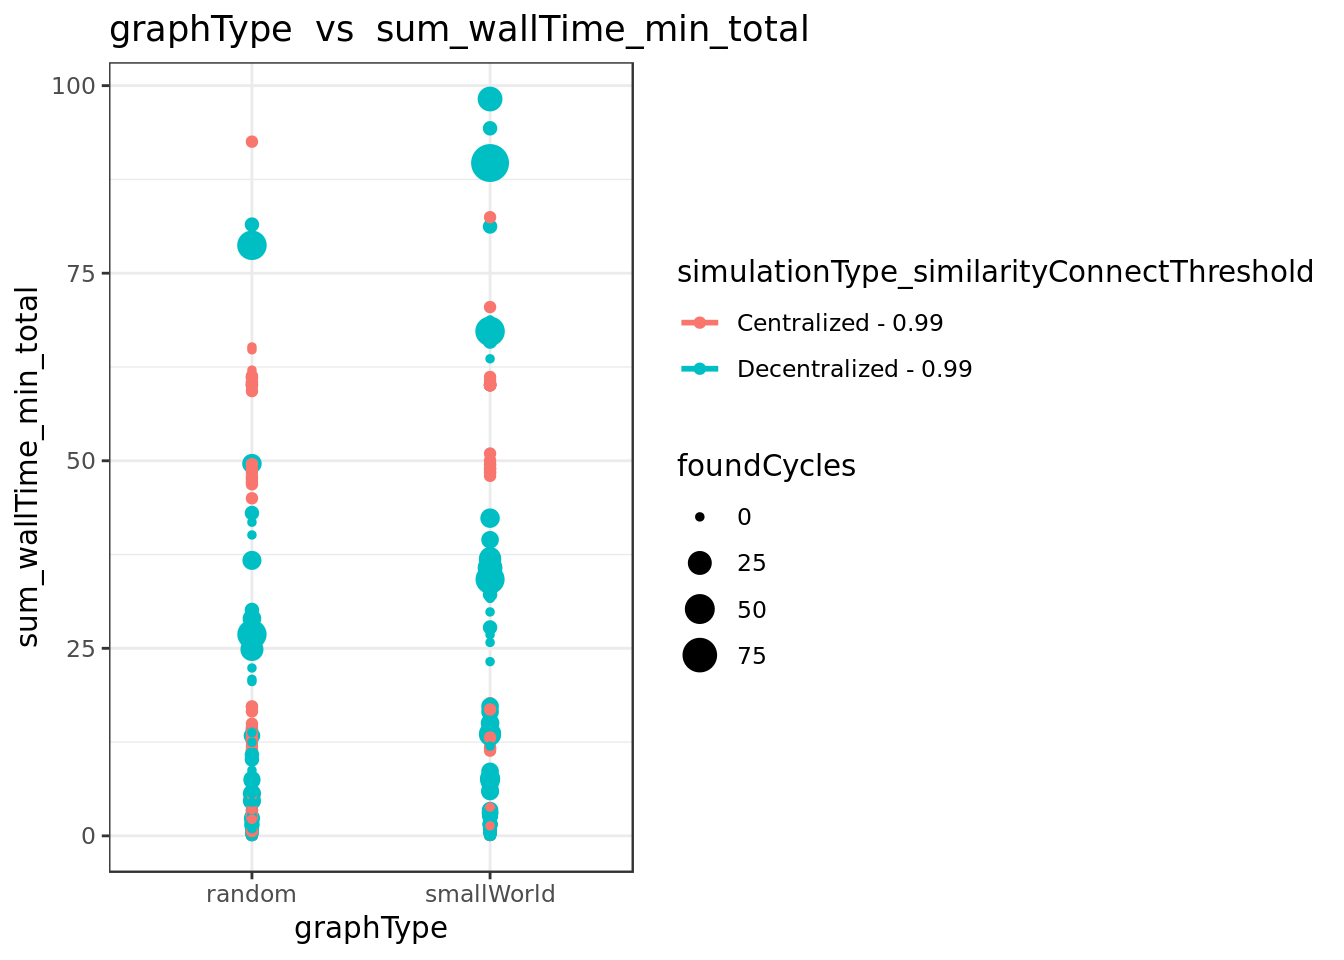 graphType  vs  sum_wallTime_min_total
sum_wallTime_min_total
100
75
50
25
0
random
smallWorld
graphType
simulationType_similarityConnectThreshold
Centralized - 0.99
Decentralized - 0.99
foundCycles
0
25
50
75